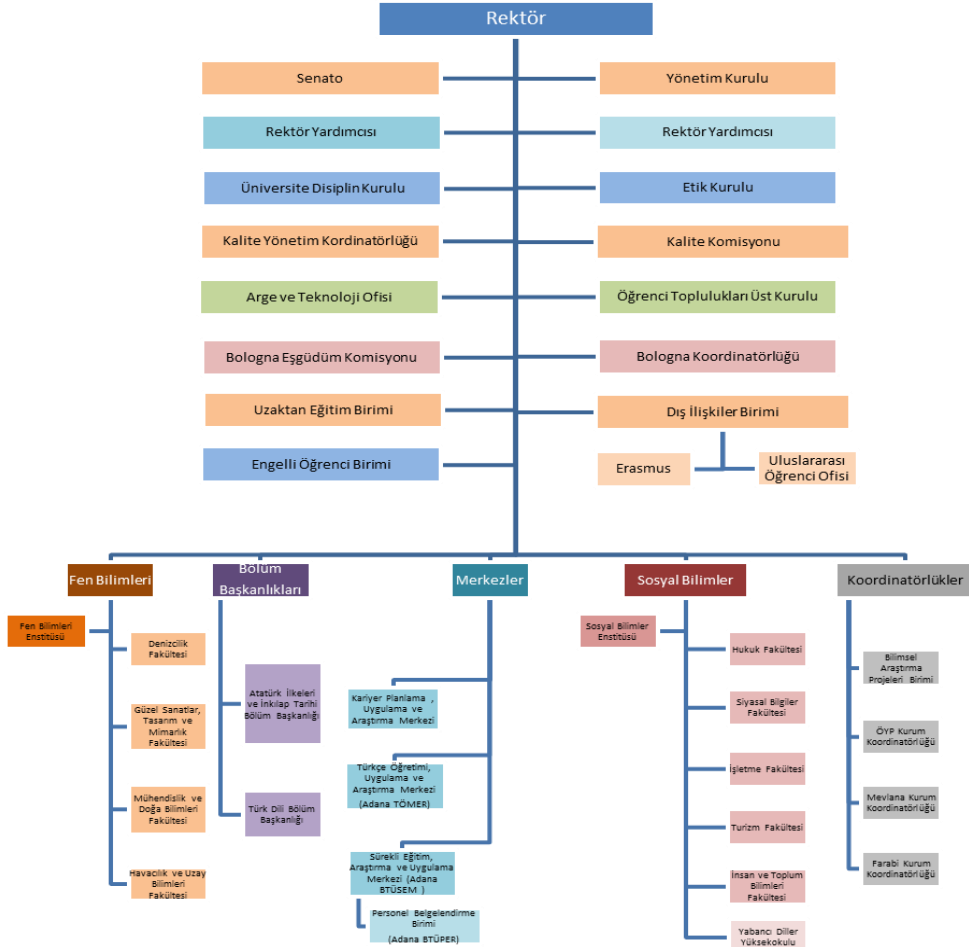 Rektör
Senato
Yönetim Kurulu
Rektör Yardımcısı
Rektör Yardımcısı
Üniversite Disiplin Kurulu
Etik Kurulu
Kalite Yönetim Kordinatörlüğü
Kalite Komisyonu
Arge ve Teknoloji Ofisi
Öğrenci Toplulukları Üst Kurulu
Bologna Eşgüdüm Komisyonu
Bologna Koordinatörlüğü
Uzaktan Eğitim Birimi
Dış İlişkiler Birimi
Engelli Öğrenci Birimi
Erasmus
Uluslararası
Öğrenci Ofisi
Fen Bilimleri
Fen Bilimleri
Enstitüsü
Denizcilik
Fakültesi
Güzel Sanatlar,
Tasarım ve
Mimarlık
Fakültesi
Mühendislik ve
Doğa Bilimleri
Fakültesi
Havacılık ve Uzay
Bilimleri
Fakültesi
Bölüm
Başkanlıkları
Atatürk İlkeleri
ve İnkılap Tarihi
Bölüm Başkanlığı
Türk Dili Bölüm
Başkanlığı
Merkezler
Kariyer Planlama ,
Uygulama ve
Araştırma Merkezi
Türkçe Öğretimi,
Uygulama ve
Araştırma Merkezi
(Adana TÖMER)
Sürekli Eğitim,
Araştırma ve Uygulama
Merkezi (Adana
BTÜSEM )
Personel Belgelendirme
Birimi
(Adana BTÜPER)
Sosyal Bilimler
Sosyal Bilimler
Enstitüsü
Hukuk Fakültesi
Siyasal Bilgiler
Fakültesi
İşletme Fakültesi
Turizm Fakültesi
İnsan ve Toplum
Bilimleri
Fakültesi
Yabancı Diller
Yüksekokulu
Koordinatörlükler
Bilimsel
Araştırma
Projeleri Birimi
ÖYP Kurum
Koordinatörlüğü
Mevlana Kurum
Koordinatörlüğü
Farabi Kurum
Koordinatörlüğü